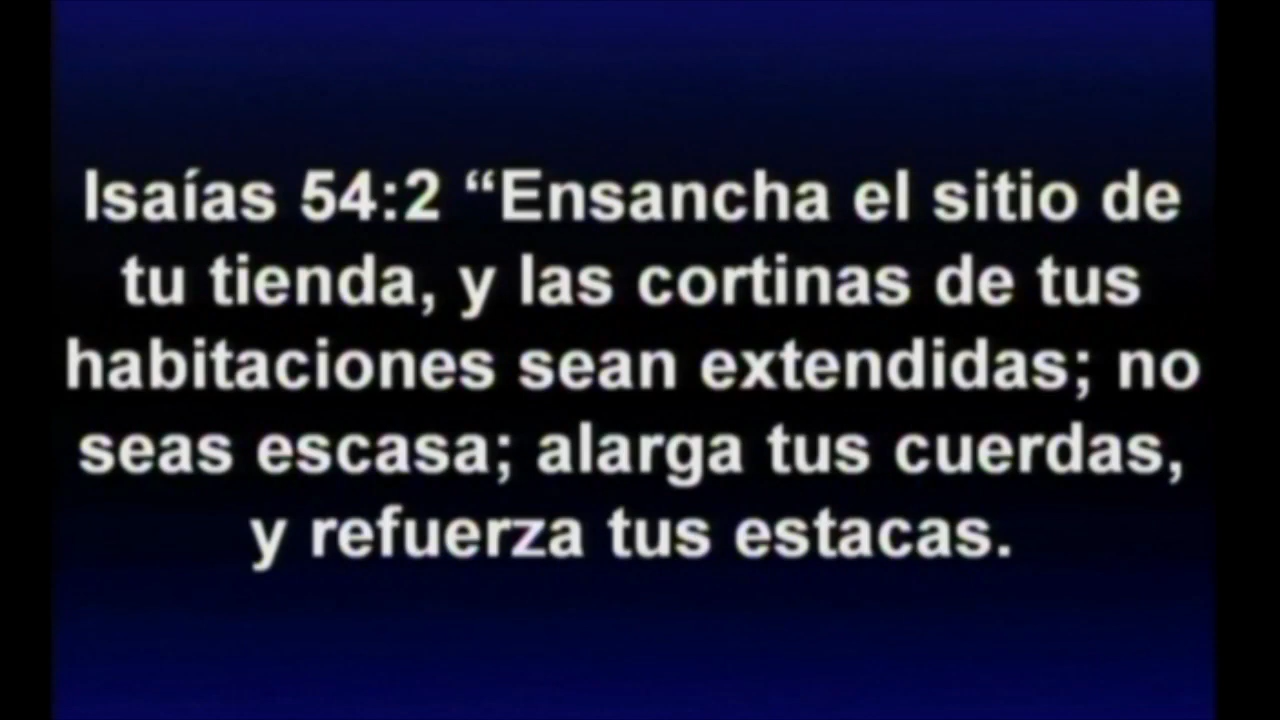 Isaías 54:2 “Ensancha el sitio de
tu tienda, y las cortinas de tus
habitaciones sean extendidas; no
seas escasa; alarga tus cuerdas,
y refuerza tus estacas.